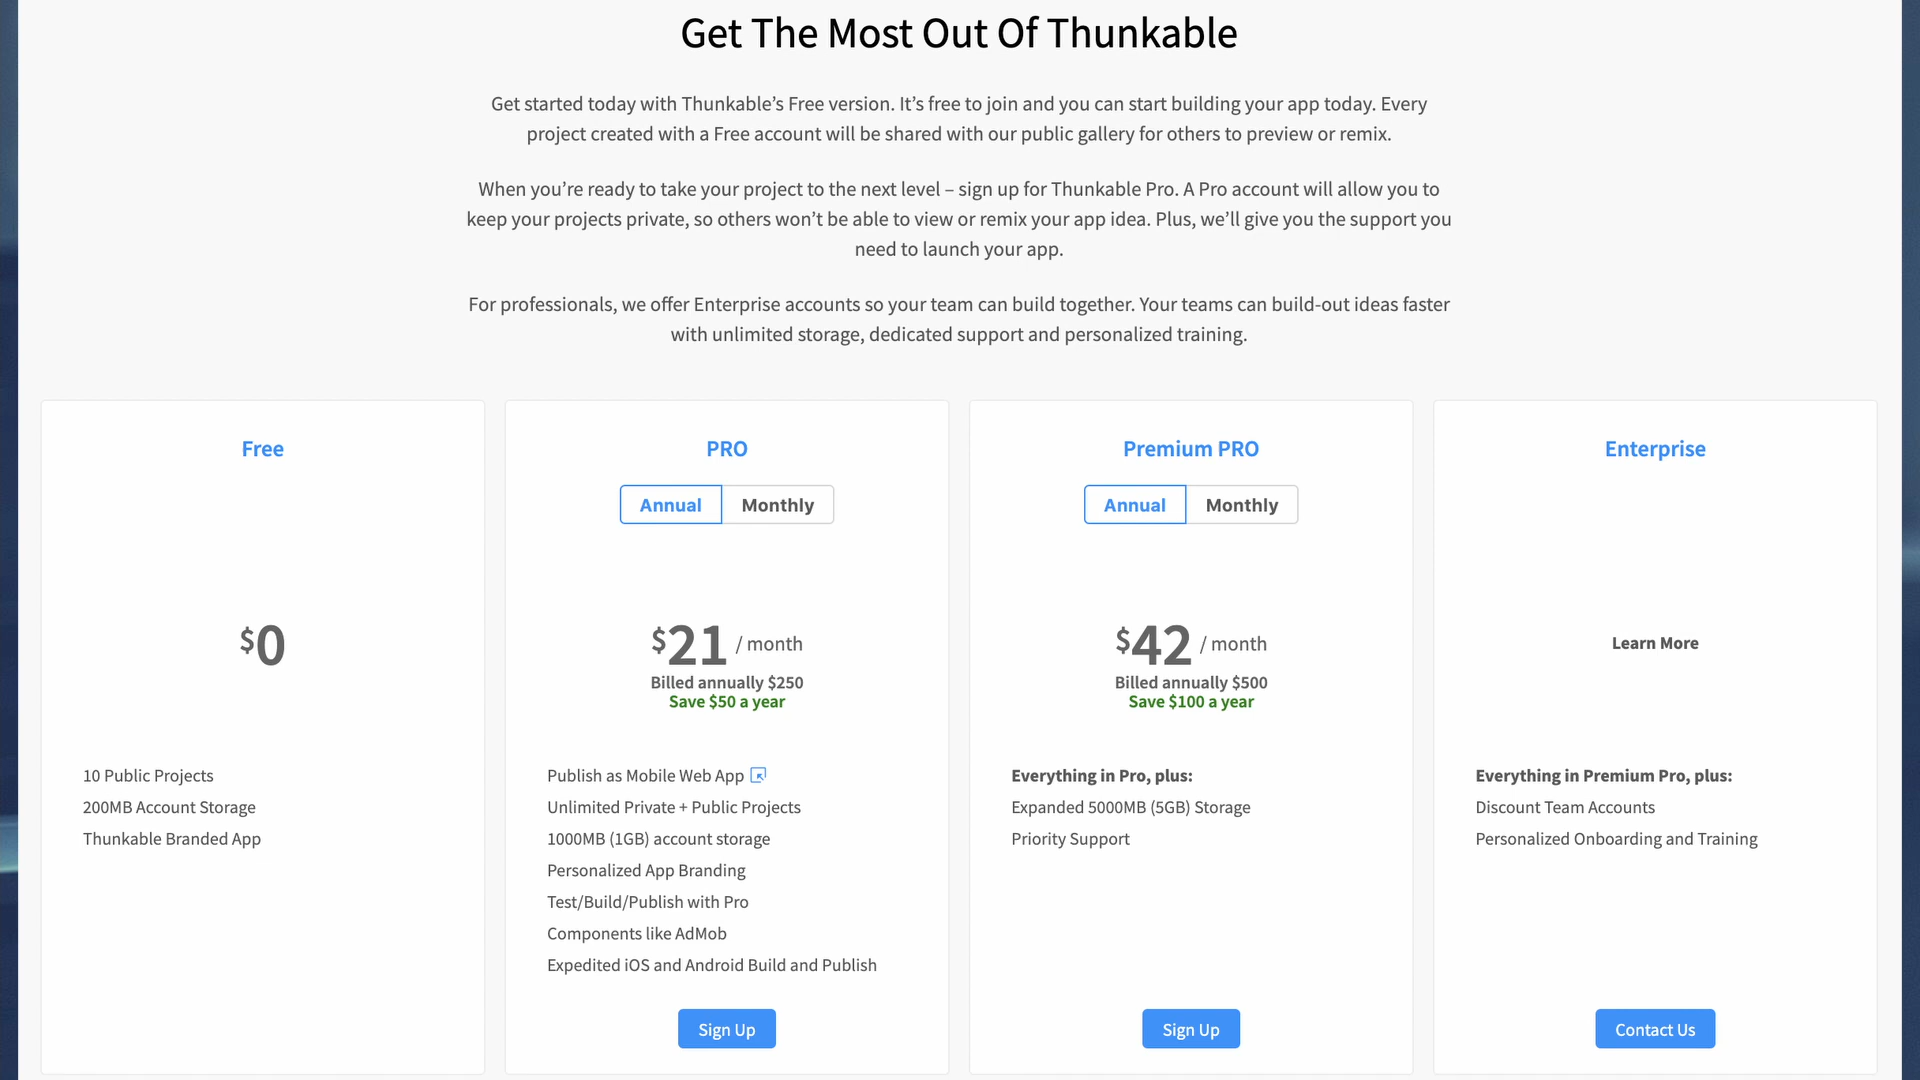 Get The Most Out Of Thunkable
Get started today with Thunkable’s Free version. It’s free to join and you can start building your app today. Every
project created with a Free account will be shared with our public gallery for others to preview or remix.
When you’re ready to take your project to the next level – sign up for Thunkable Pro. A Pro account will allow you to
keep your projects private, so others won’t be able to view or remix your app idea. Plus, we’ll give you the support you
need to launch your app.
For professionals, we offer Enterprise accounts so your team can build together. Your teams can build-out ideas faster
with unlimited storage, dedicated support and personalized training.
Free
$0
10 Public Projects
200MB Account Storage
Thunkable Branded App
PRO
Annual Monthly
$21 / month
Billed annually $250
Save $50 a year
Publish as Mobile Web App
Unlimited Private + Public Projects
1000MB (1GB) account storage
Personalized App Branding
Test/Build/Publish with Pro
Components like AdMob
Expedited iOS and Android Build and Publish
Sign Up
Premium PRO
Annual Monthly
$42 / month
Billed annually $500
Save $100 a year
Everything in Pro, plus:
Expanded 5000MB (5GB) Storage
Priority Support
Sign Up
Enterprise
Learn More
Everything in Premium Pro, plus:
Discount Team Accounts
Personalized Onboarding and Training
Contact Us